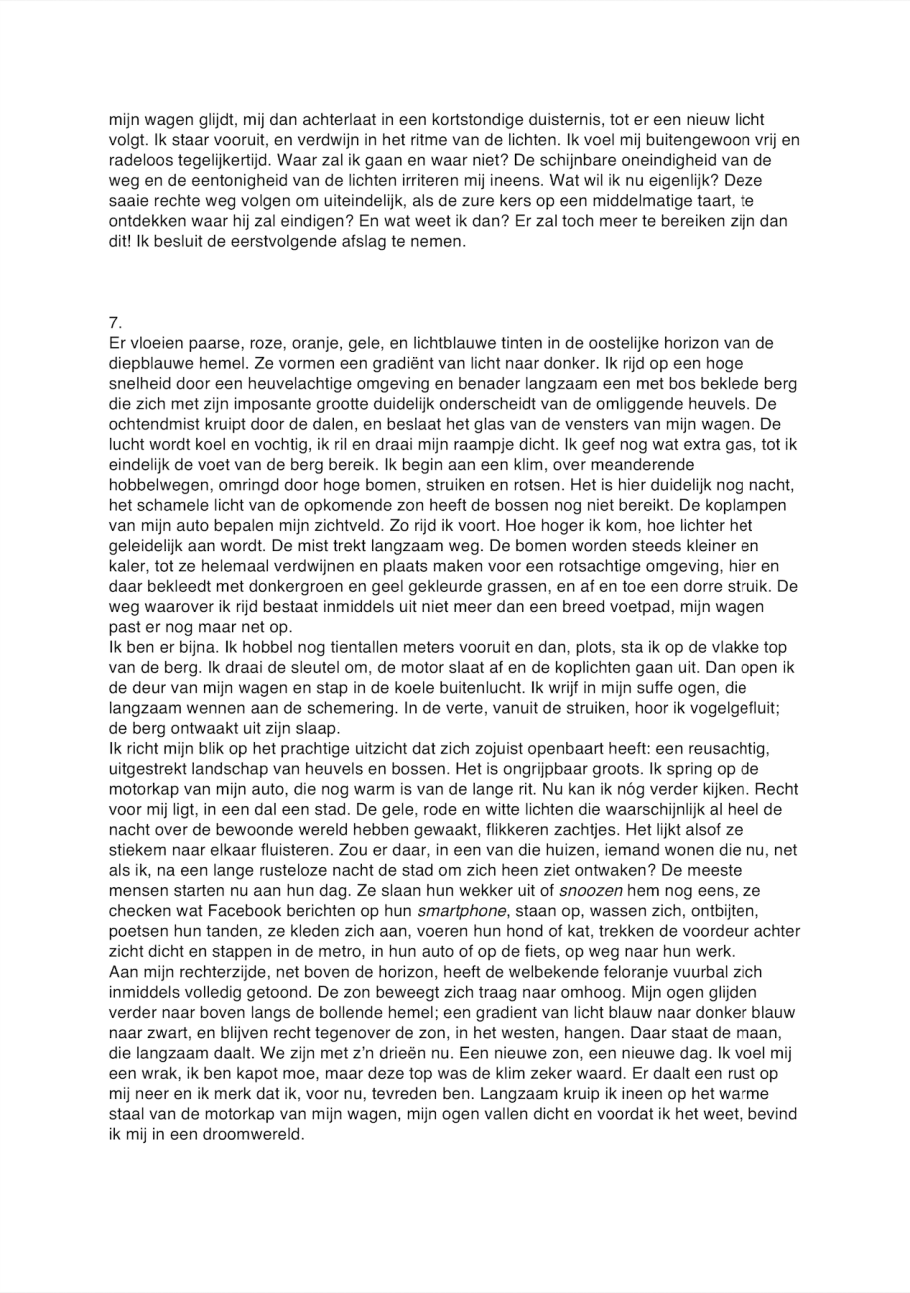 mijn wagen glijdt, mij dan achterlaat in een kortstondige duisternis, tot er een nieuw licht
volgt. Ik staar vooruit, en verdwijn in het ritme van de lichten. Ik voel mij buitengewoon vrij en
radeloos tegelijkertijd. Waar zal ik gaan en waar niet? De schijnbare oneindigheid van de
weg en de eentonigheid van de lichten irriteren mij ineens. Wat wil ik nu eigenlijk? Deze
saaie rechte weg volgen om uiteindelijk, als de zure kers op een middelmatige taart, te
ontdekken waar hij zal eindigen? En wat weet ik dan? Er zal toch meer te bereiken zijn dan
dit! Ik besluit de eerstvolgende afslag te nemen.
7.
Er vloeien paarse, roze, oranje, gele, en lichtblauwe tinten in de oostelijke horizon van de
diepblauwe hemel. Ze vormen een gradiënt van licht naar donker. Ik rijd op een hoge
snelheid door een heuvelachtige omgeving en benader langzaam een met bos beklede berg
die zich met zijn imposante grootte duidelijk onderscheidt van de omliggende heuvels. De
ochtendmist kruipt door de dalen, en beslaat het glas van de vensters van mijn wagen. De
lucht wordt koel en vochtig, ik ril en draai mijn raampje dicht. Ik geef nog wat extra gas, tot ik
eindelijk de voet van de berg bereik. Ik begin aan een klim, over meanderende
hobbelwegen, omringd door hoge bomen, struiken en rotsen. Het is hier duidelijk nog nacht,
het schamele licht van de opkomende zon heeft de bossen nog niet bereikt. De koplampen
van mijn auto bepalen mijn zichtveld. Zo rijd ik voort. Hoe hoger ik kom, hoe lichter het
geleidelijk aan wordt. De mist trekt langzaam weg. De bomen worden steeds kleiner en
kaler, tot ze helemaal verdwijnen en plaats maken voor een rotsachtige omgeving, hier en
daar bekleedt met donkergroen en geel gekleurde grassen, en af en toe een dorre struik. De
weg waarover ik rijd bestaat inmiddels uit niet meer dan een breed voetpad, mijn wagen
past er nog maar net op.
Ik ben er bijna. Ik hobbel nog tientallen meters vooruit en dan, plots, sta ik op de vlakke top
van de berg. Ik draai de sleutel om, de motor slaat af en de koplichten gaan uit. Dan open ik
de deur van mijn wagen en stap in de koele buitenlucht. Ik wrijf in mijn suffe ogen, die
langzaam wennen aan de schemering. In de verte, vanuit de struiken, hoor ik vogelgefluit;
de berg ontwaakt uit zijn slaap.
Ik richt mijn blik op het prachtige uitzicht dat zich zojuist openbaart heeft: een reusachtig,
uitgestrekt landschap van heuvels en bossen. Het is ongrijpbaar groots. Ik spring op de
motorkap van mijn auto, die nog warm is van de lange rit. Nu kan ik nóg verder kijken. Recht
voor mij ligt, in een dal een stad. De gele, rode en witte lichten die waarschijnlijk al heel de
nacht over de bewoonde wereld hebben gewaakt, flikkeren zachtjes. Het lijkt alsof ze
stiekem naar elkaar fluisteren. Zou er daar, in een van die huizen, iemand wonen die nu, net
als ik, na een lange rusteloze nacht de stad om zich heen ziet ontwaken? De meeste
mensen starten nu aan hun dag. Ze slaan hun wekker uit of snoozen hem nog eens, ze
checken wat Facebook berichten op hun smartphone, staan op, wassen zich, ontbijten,
poetsen hun tanden, ze kleden zich aan, voeren hun hond of kat, trekken de voordeur achter
zicht dicht en stappen in de metro, in hun auto of op de fiets, op weg naar hun werk.
Aan mijn rechterzijde, net boven de horizon, heeft de welbekende feloranje vuurbal zich
inmiddels volledig getoond. De zon beweegt zich traag naar omhoog. Mijn ogen glijden
verder naar boven langs de bollende hemel; een gradient van licht blauw naar donker blauw
naar zwart, en blijven recht tegenover de zon, in het westen, hangen. Daar staat de maan,
die langzaam daalt. We zijn met z’n drieën nu. Een nieuwe zon, een nieuwe dag. Ik voel mij
een wrak, ik ben kapot moe, maar deze top was de klim zeker waard. Er daalt een rust op
mij neer en ik merk dat ik, voor nu, tevreden ben. Langzaam kruip ik ineen op het warme
staal van de motorkap van mijn wagen, mijn ogen vallen dicht en voordat ik het weet, bevind
ik mij in een droomwereld.